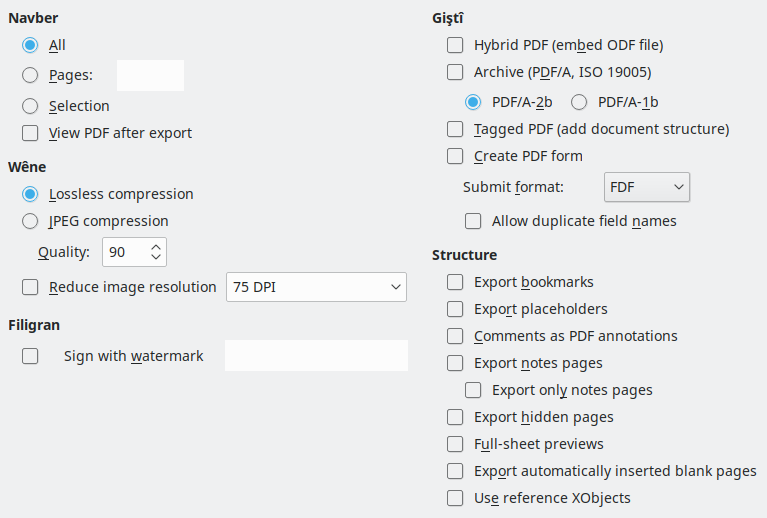 Navber
All
Pages:
Selection
View PDF after export
Wêne
Lossless compression
JPEG compression
Quality: 90
Reduce image resolution 75 DPI
Filigran
Sign with watermark
Giştî
Hybrid PDF (embed ODF file)
Archive (PDF/A, ISO 19005)
PDF/A-2b PDF/A-1b
Tagged PDF (add document structure)
Create PDF form
Submit format: FDF
Allow duplicate field names
Structure
Export bookmarks
Export placeholders
Comments as PDF annotations
Export notes pages
Export only notes pages
Export hidden pages
Full-sheet previews
Export automatically inserted blank pages
Use reference XObjects